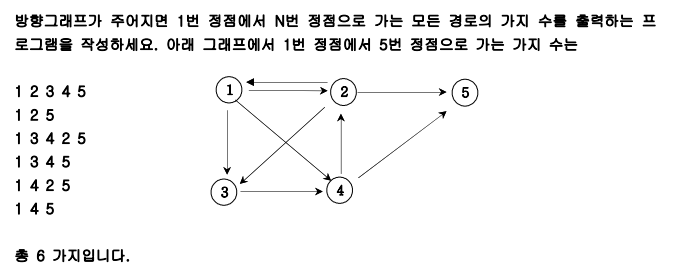 방향그래프가 주어지면 1번 정점에서 N번 정점으로 가는 모든 경로의 가지 수를 출력하는 프
로그램을 작성하세요. 아래 그래프에서 1번 정점에서 5번 정점으로 가는 가지 수는
1 2 3 4 5
1 2 5
1 3 4 2 5
1 3 4 5
1 4 2 5
1 4 5
총 6 가지입니다.
1
2
5
3
4